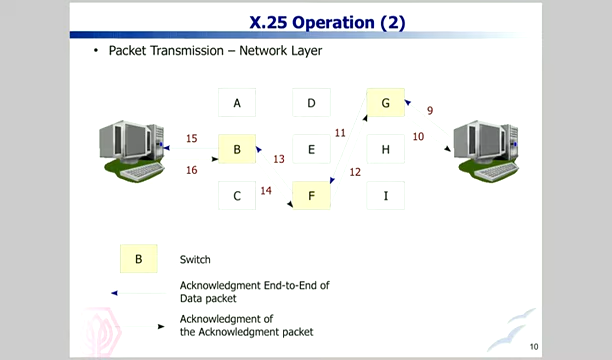 X.25 Operation (2)
• Packet Transmission – Network Layer
A D G
9
15 B 11 E H 10
13
16 12
14
C F I
B Switch
Acknowledgment End-to-End of
Data packet
Acknowledgment of
the Acknowledgment packet
10